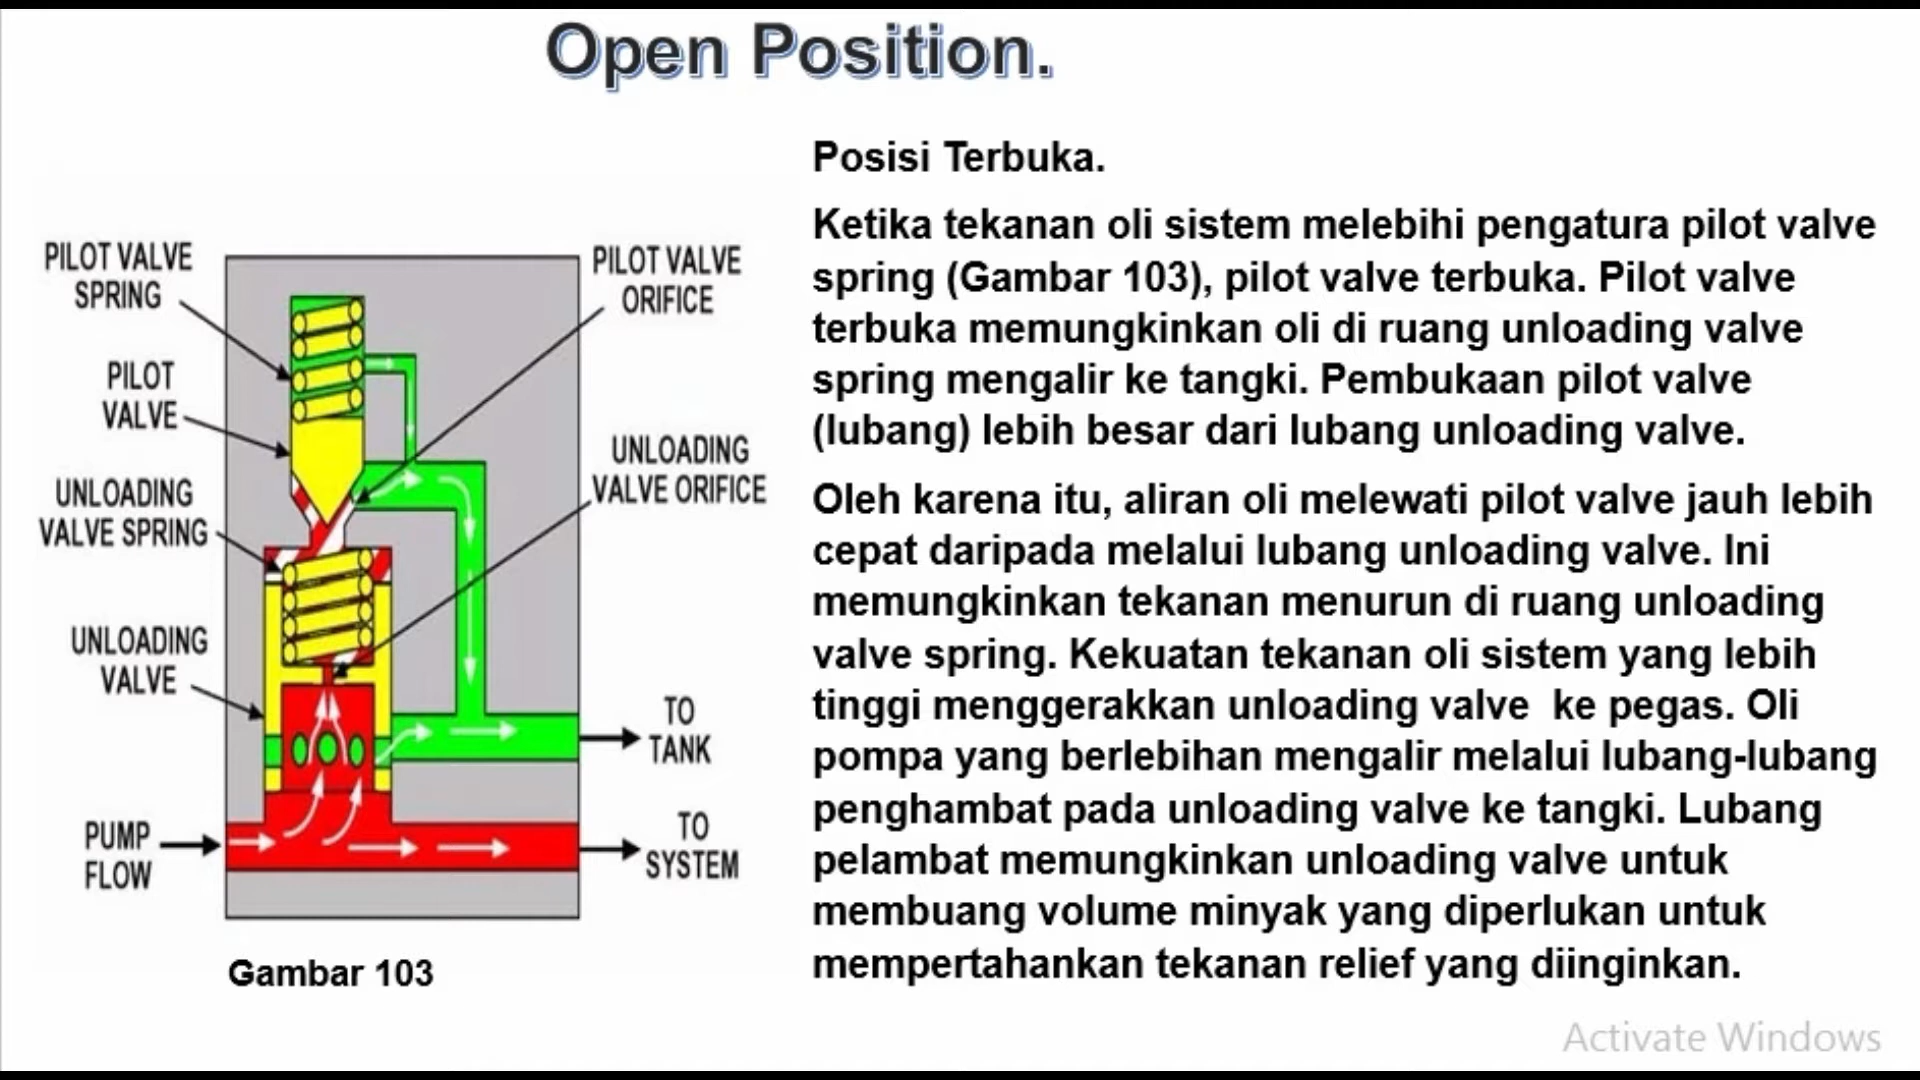 Open Position.
Posisi Terbuka.
Ketika tekanan oli sistem melebihi pengatura pilot valve
spring (Gambar 103), pilot valve terbuka. Pilot valve
terbuka memungkinkan oli di ruang unloading valve
spring mengalir ke tangki. Pembukaan pilot valve
(lubang) lebih besar dari lubang unloading valve.
Oleh karena itu, aliran oli melewati pilot valve jauh lebih
cepat daripada melalui lubang unloading valve. Ini
memungkinkan tekanan menurun di ruang unloading
valve spring. Kekuatan tekanan oli sistem yang lebih
tinggi menggerakkan unloading valve  ke pegas. Oli
pompa yang berlebihan mengalir melalui lubang-lubang
penghambat pada unloading valve ke tangki. Lubang
pelambat memungkinkan unloading valve untuk
membuang volume minyak yang diperlukan untuk
mempertahankan tekanan relief yang diinginkan.
PILOT VALVE
SPRING
PILOT
VALVE
UNLOADING
VALVE SPRING
UNLOADING
VALVE
PUMP
FLOW
PILOT VALVE
ORIFICE
UNLOADING
VALVE ORIFICE
TO
TANK
TO
SYSTEM
Gambar 103
Activate Windows